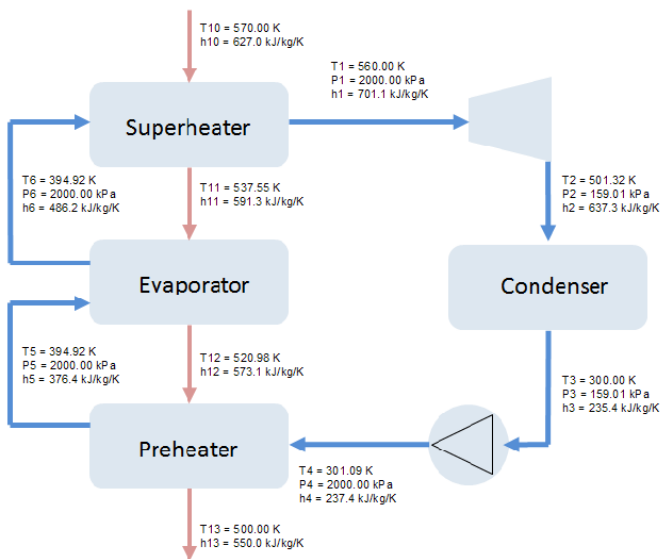 T10 = 570.00 K
h10 = 627.0 kJ/kg/K
T1 = 560.00 K
P1 = 2000.00 kPa
h1 = 701.1 kJ/kg/K
Superheater
T6 = 394.92 K
P6 = 2000.00 kPa
h6 = 486.2 kJ/kg/K
T11 = 537.55 K
h11 = 591.3 kJ/kg/K
T2 = 501.32 K
P2 = 159.01 kPa
h2 = 637.3 kJ/kg/K
Evaporator
Condenser
T5 = 394.92 K
P5 = 2000.00 kPa
h5 = 376.4 kJ/kg/K
T12 = 520.98 K
h12 = 573.1 kJ/kg/K
T3 = 300.00 K
P3 = 159.01 kPa
h3 = 235.4 kJ/kg/K
Preheater
T4 = 301.09 K
P4 = 2000.00 kPa
h4 = 237.4 kJ/kg/K
T13 = 500.00 K
h13 = 550.0 kJ/kg/K